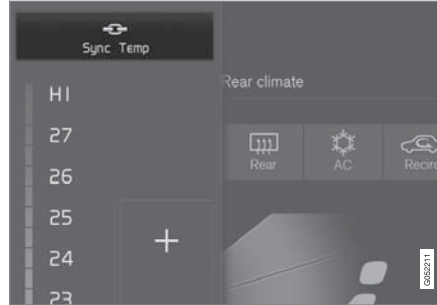 Sync Temp
HI
27
26
25
24
23
Rear climate
Rear
AC
Recirc
G052211